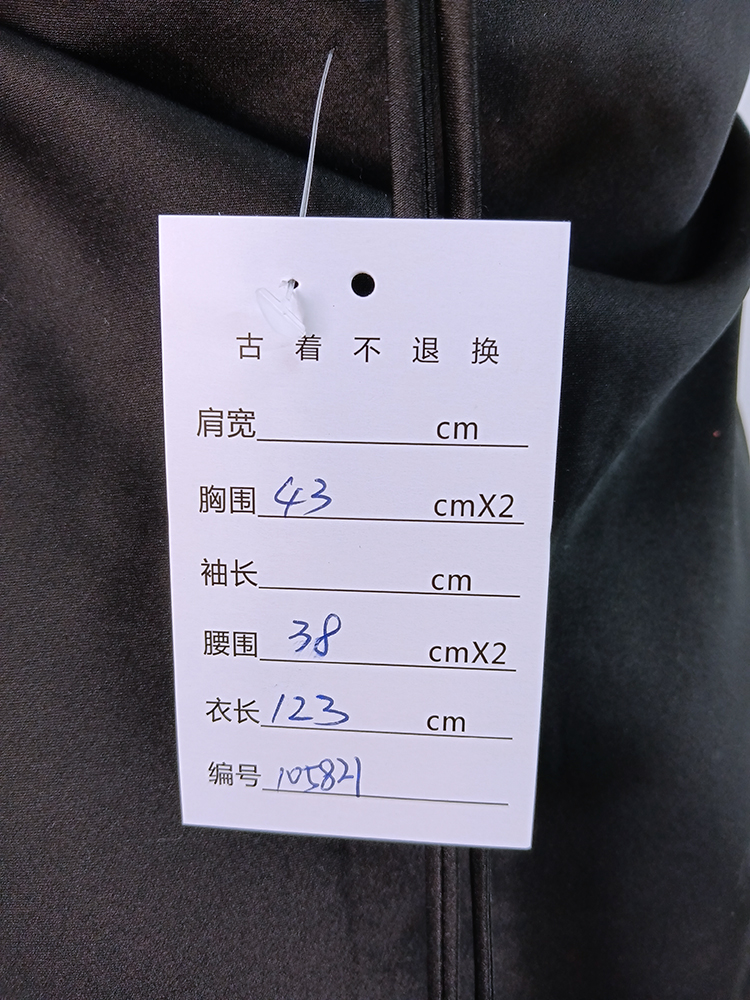 古着不退换
肩宽 cm
胸围 43 cmX2
袖长 cm
腰围 38 cmX2
衣长 123 cm
编号 105821